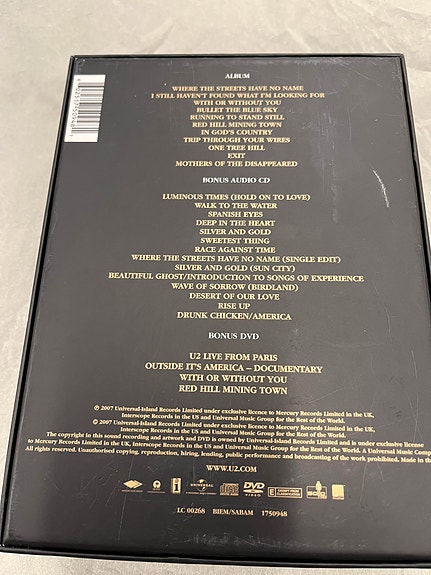 ALBUM
WHERE THE STREETS HAVE NO NAME
I STILL HAVEN'T FOUND WHAT I'M LOOKING FOR
WITH OR WITHOUT YOU
BULLET THE BLUE SKY
RUNNING TO STAND STILL
RED HILL MINING TOWN
IN GOD'S COUNTRY
TRIP THROUGH YOUR WIRES
ONE TREE HILL
EXIT
MOTHERS OF THE DISAPPEARED
BONUS AUDIO CD
LUMINOUS TIMES (HOLD ON TO LOVE)
WALK TO THE WATER
SPANISH EYES
DEEP IN THE HEART
SILVER AND GOLD
SWEETEST THING
RACE AGAINST TIME
WHERE THE STREETS HAVE NO NAME (SINGLE EDIT)
SILVER AND GOLD (SUN CITY)
BEAUTIFUL GHOST/INTRODUCTION TO SONGS OF EXPERIENCE
WAVE OF SORROW (BIRDLAND)
DESERT OF OUR LOVE
RISE UP
DRUNK CHICKEN/AMERICA
BONUS DVD
U2 LIVE FROM PARIS
OUTSIDE IT'S AMERICA – DOCUMENTARY
WITH OR WITHOUT YOU
RED HILL MINING TOWN
℗ 2007 Universal-Island Records Limited under exclusive licence to Mercury Records Limited in the UK,
Interscope Records in the US and Universal Music Group for the Rest of the World.
© 2007 Universal-Island Records Limited under exclusive licence to Mercury Records Limited in the UK,
Interscope Records in the US and Universal Music Group for the Rest of the World.
The copyright in this sound recording and artwork and DVD is owned by Universal-Island Records Limited and is under exclusive license
to Mercury Records Limited in the UK, Interscope Records in the US and Universal Music Group for the Rest of the World. A Universal Music Comp
All rights reserved. Unauthorised copying, reproduction, hiring, lending, public performance and broadcasting of the work prohibited. Made in th
WWW.U2.COM
UNIVERSAL
DVD
VIDEO
E
LC 00268 BIEM/SABAM 1750948